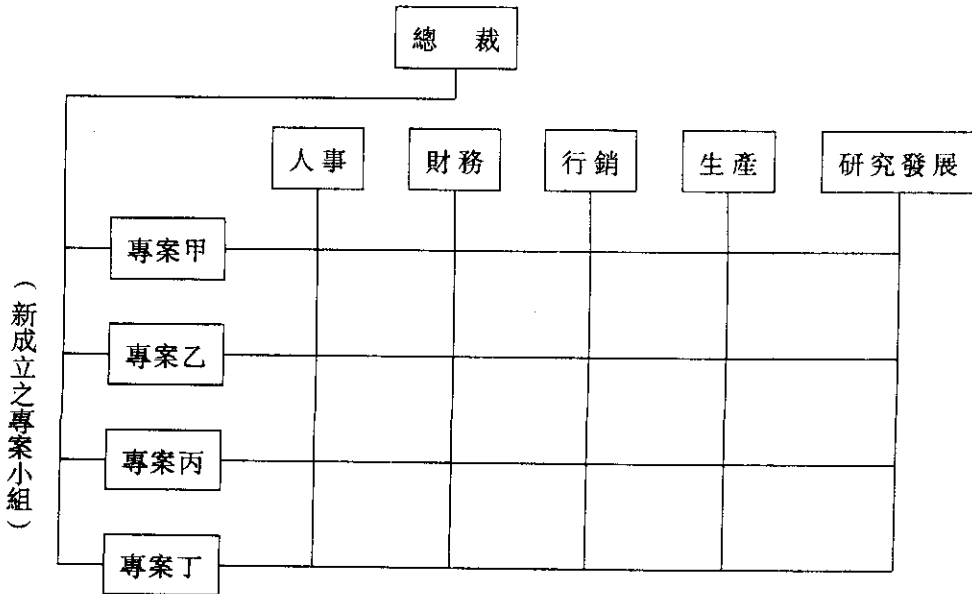 總裁
人事
財務
行銷
生產
研究發展
專案甲
專案乙
專案丙
專案丁
（新成立之專案小組）